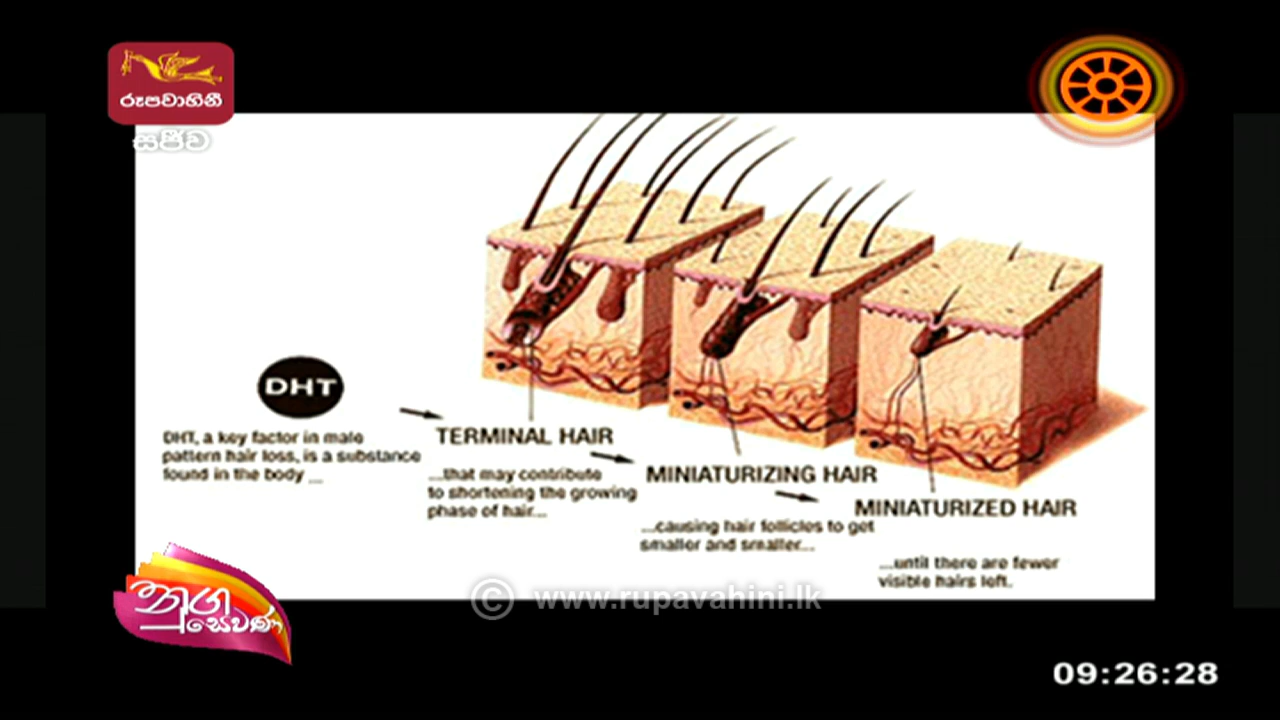 රූපවාහිනී
සජීව
DHT
DHT, a key factor in male
pattern hair loss, is a substance
found in the body ...
TERMINAL HAIR
...that may contribute
to shortening the growing
phase of hair...
MINIATURIZING HAIR
...causing hair follicles to get
smaller and smaller...
MINIATURIZED HAIR
...until there are fewer
visible hairs left.
© www.rupavahini.lk
නුග
සෙවණ
09:26:28